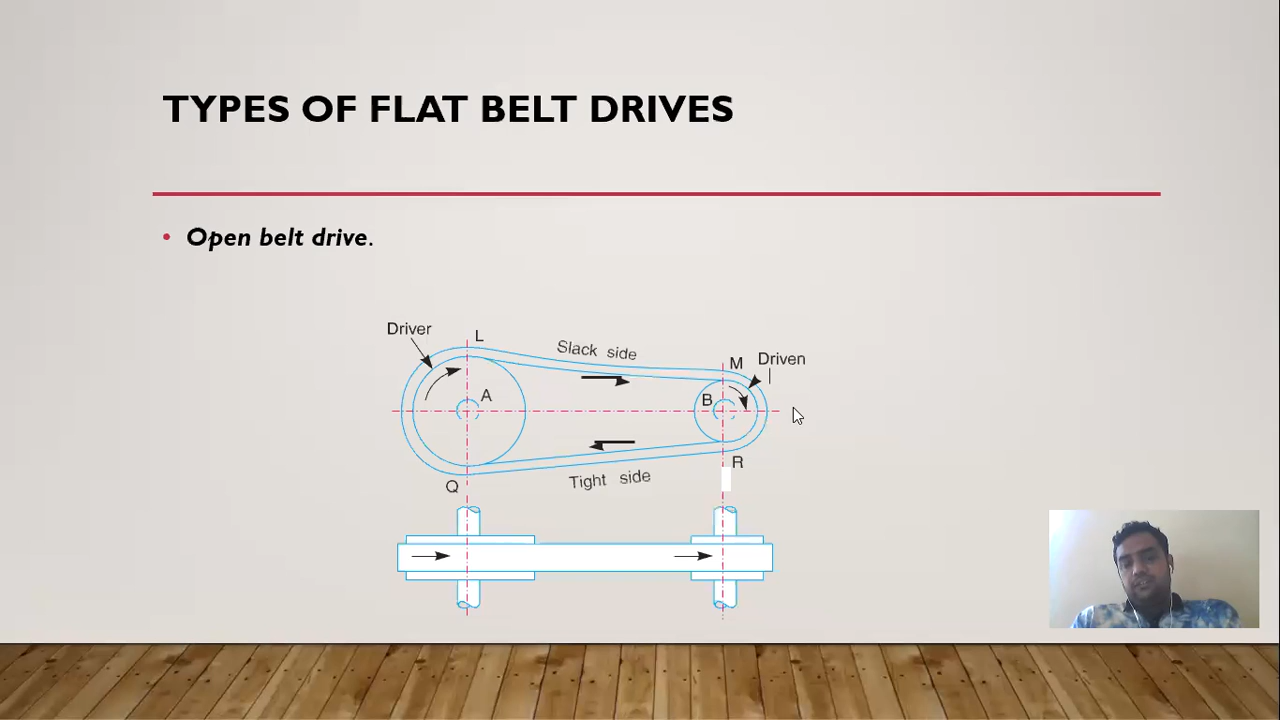 TYPES OF FLAT BELT DRIVES
• Open belt drive.
Driver
L
Slack side
M
Driven
A
B
R
Q
Tight side